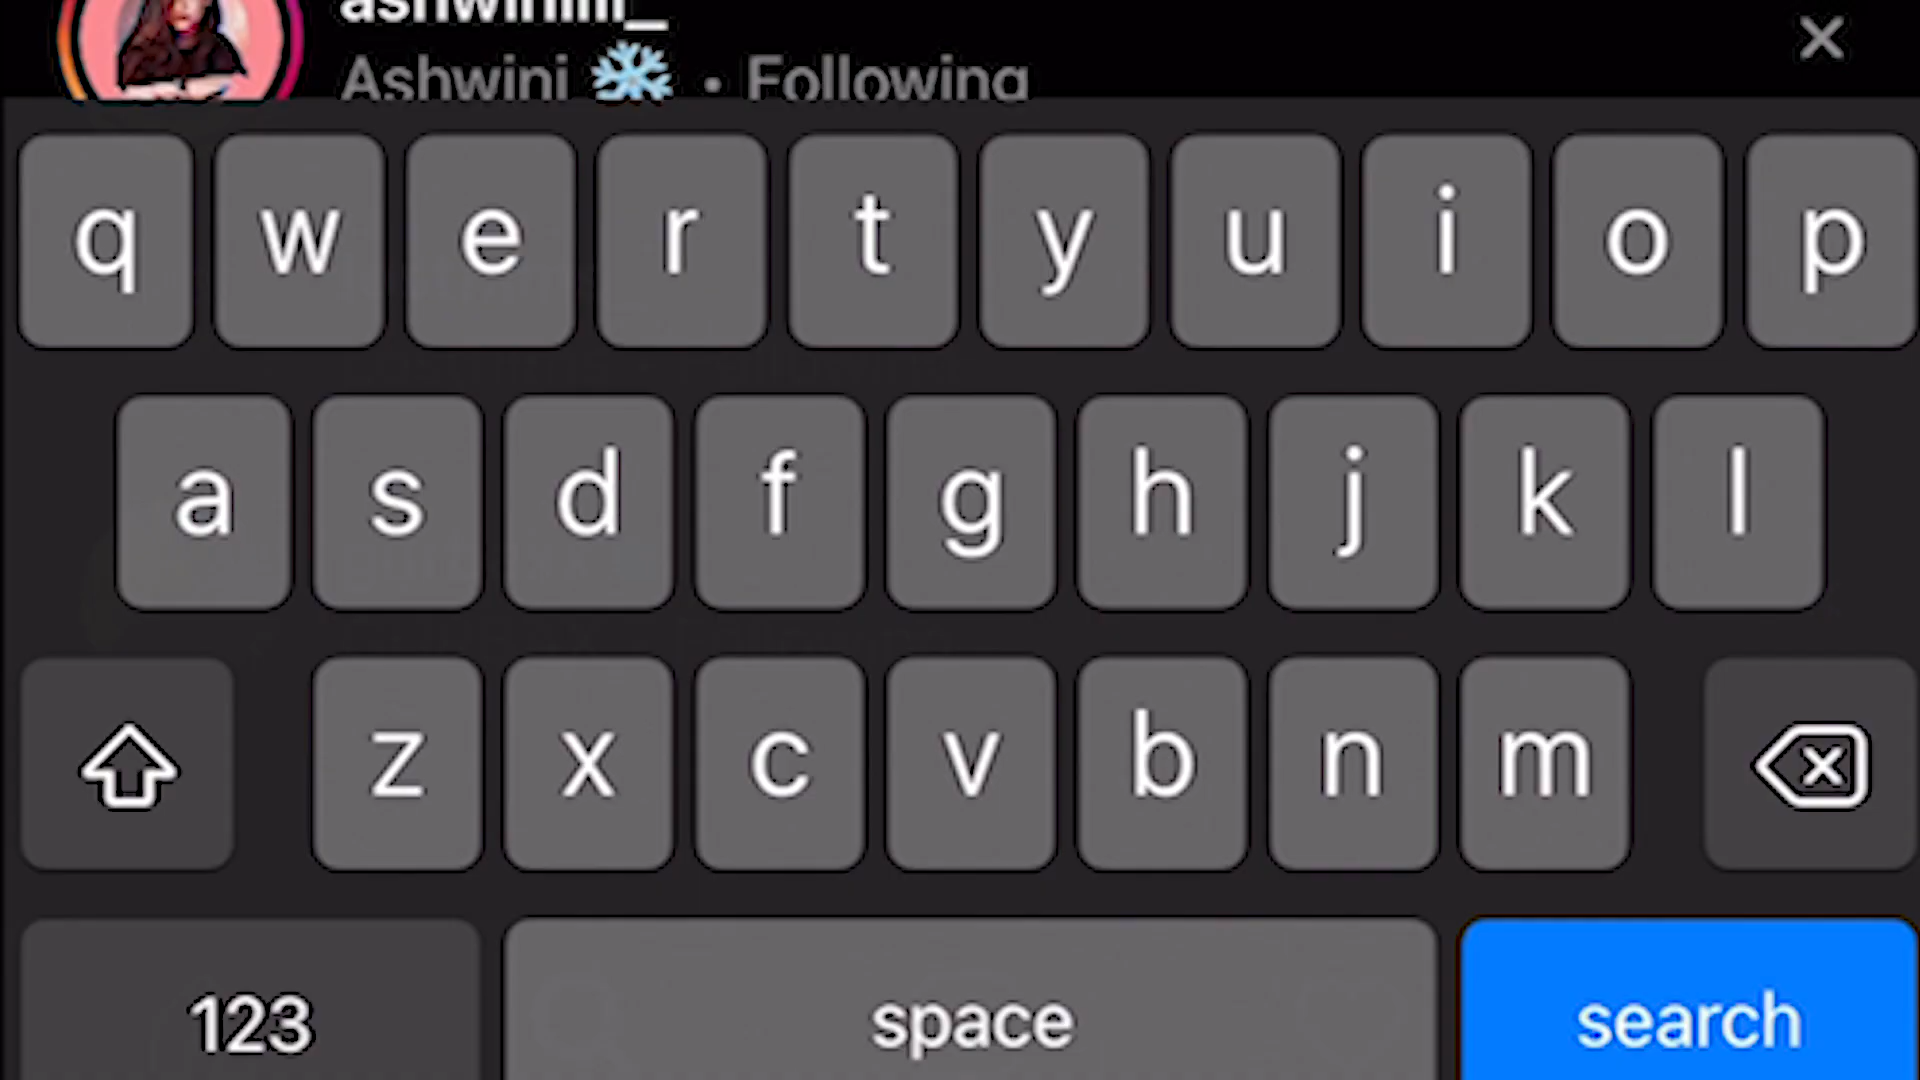 Ashwini ❄️ • Following
q w e r t y u i o p
a s d f g h j k l
z x c v b n m
123 space search